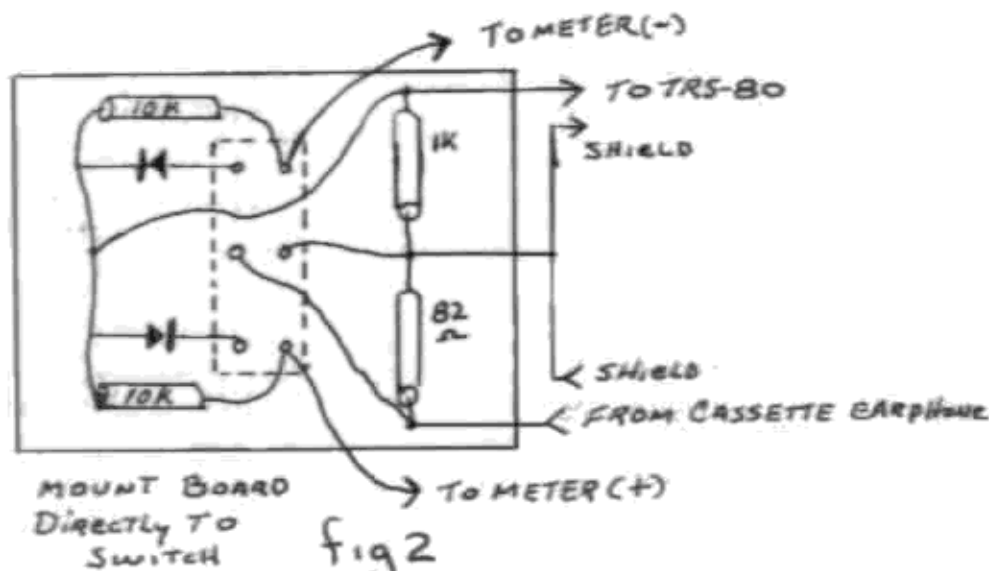 TO METER (-)
10K
TO TRS-80
1K
SHIELD
82
Ω
SHIELD
10K
FROM CASSETTE EARPHONE
TO METER (+)
MOUNT BOARD
DIRECTLY TO
SWITCH
fig 2